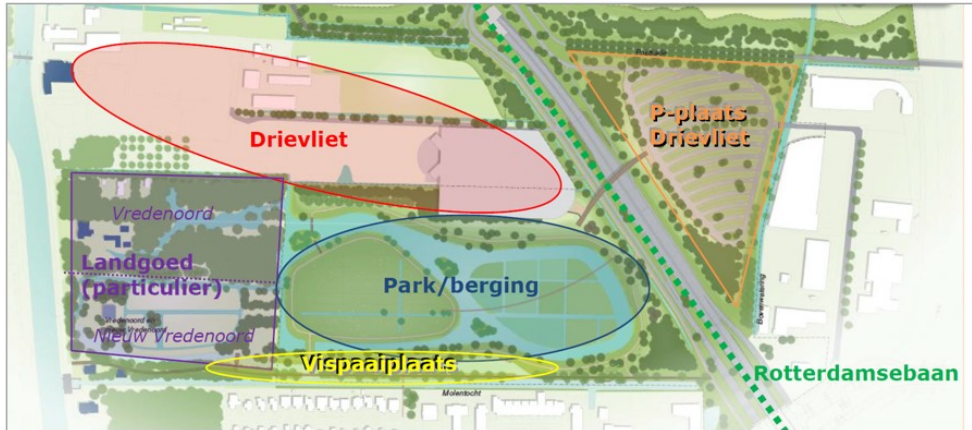 P-plaats
Drievliet
Drievliet
Vredenoord
Landgoed
(particulier)
Park/berging
Nieuw Vredenoord
Vispaaiplaats
Rotterdamsebaan
Molentocht